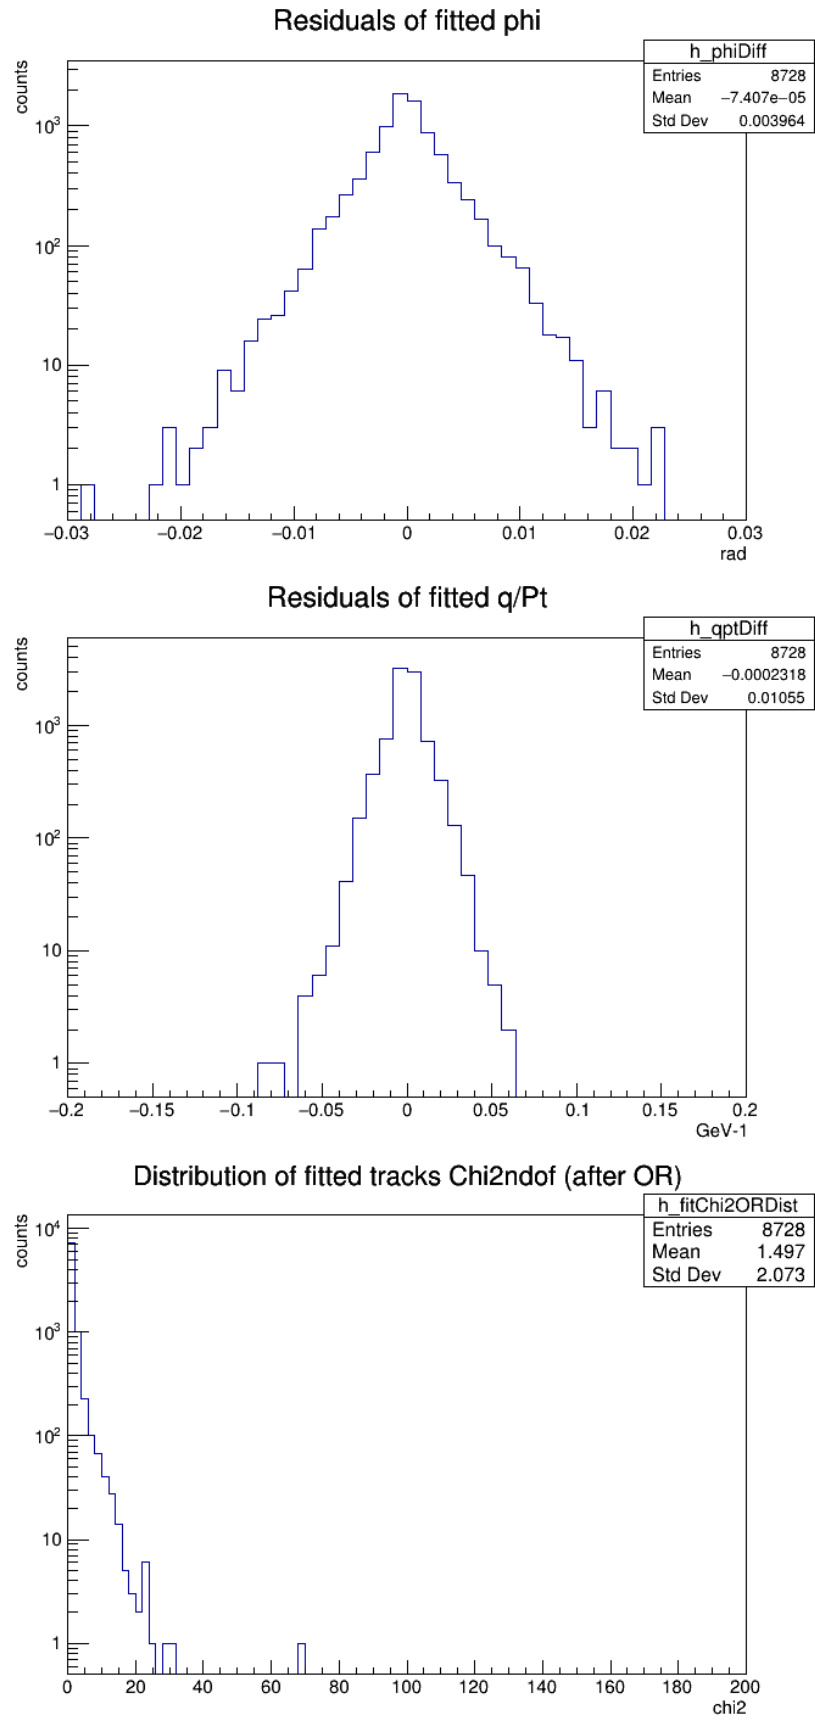 Residuals of fitted phi
h_phiDiff
Entries 8728
Mean −7.407e−05
Std Dev 0.003964
counts
10³
10²
10
1
−0.03 −0.02 −0.01 0 0.01 0.02 0.03
rad
Residuals of fitted q/Pt
h_qptDiff
Entries 8728
Mean −0.0002318
Std Dev 0.01055
counts
10³
10²
10
1
−0.2 −0.15 −0.1 −0.05 0 0.05 0.1 0.15 0.2
GeV-1
Distribution of fitted tracks Chi2ndof (after OR)
h_fitChi2ORDist
Entries 8728
Mean 1.497
Std Dev 2.073
counts
10⁴
10³
10²
10
1
0 20 40 60 80 100 120 140 160 180 200
chi2